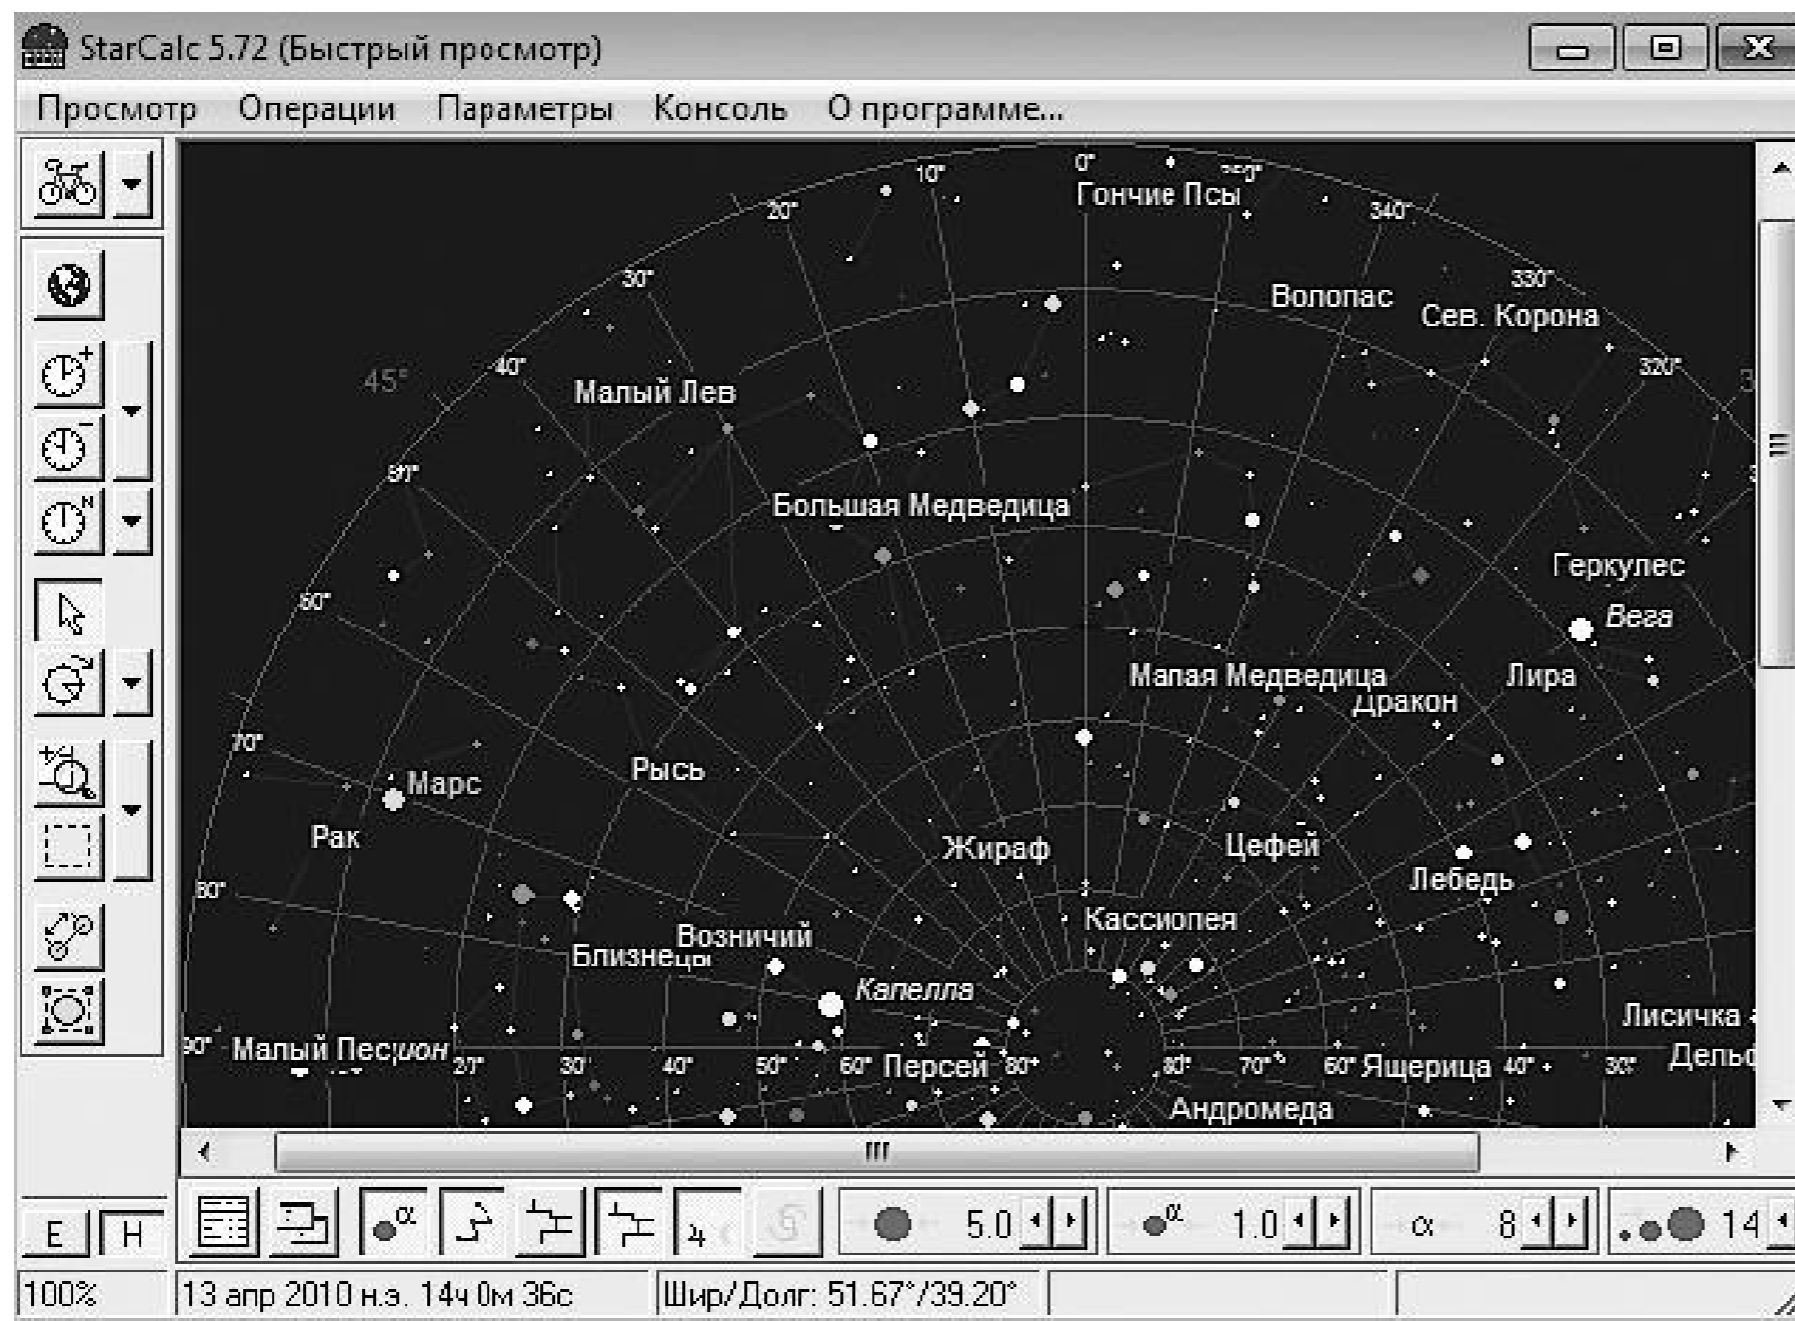 StarCalc 5.72 (Быстрый просмотр)
Просмотр Операции Параметры Консоль О программе...
0°
10°
Гончие Псы
20°
340°
30°
330°
Волопас
Сев. Корона
40°
320°
45°
Малый Лев
Большая Медведица
Геркулес
60°
Вега
Малая Медведица
Лира
Дракон
70°
Марс
Рысь
Рак
Жираф
Цефей
80°
Лебедь
Кассиопея
Возничий
Близнецы
Капелла
Лисичка
90° Малый Пес
20° 30° 40° 50° 60° Персей 80° 80° 70° 60° Ящерица 40° 30°
Андромеда
E H α 5.0 α 1.0 α 8 14
100% 13 апр 2010 н.э. 14ч 0м 36с Шир/Долг: 51.67°/39.20°